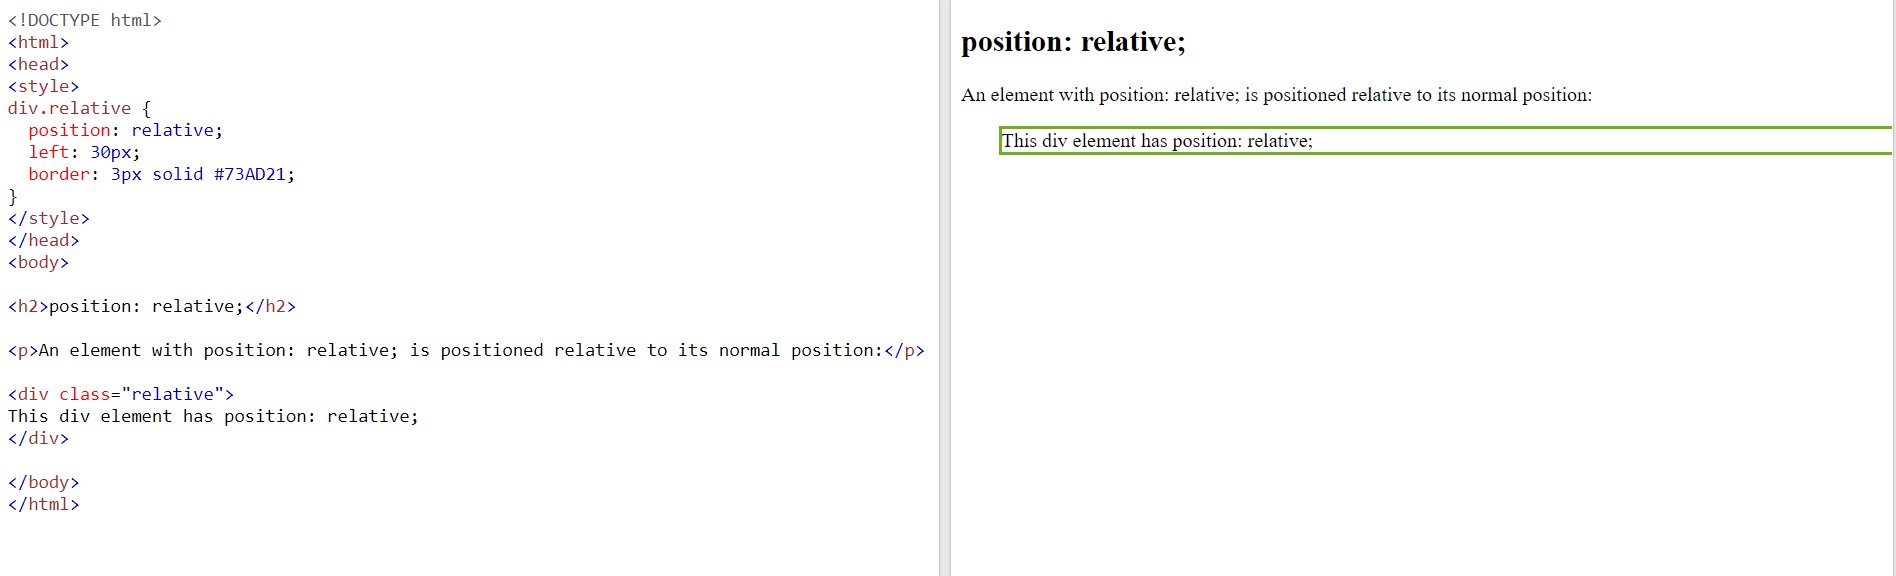 <!DOCTYPE html>
<html>
<head>
<style>
div.relative {
  position: relative;
  left: 30px;
  border: 3px solid #73AD21;
}
</style>
</head>
<body>

<h2>position: relative;</h2>

<p>An element with position: relative; is positioned relative to its normal position:</p>

<div class="relative">
This div element has position: relative;
</div>

</body>
</html>
position: relative;
An element with position: relative; is positioned relative to its normal position:
This div element has position: relative;